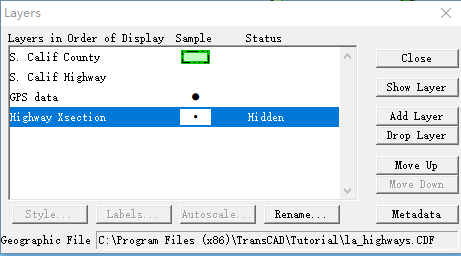 Layers
Layers in Order of Display Sample Status
S. Calif County
S. Calif Highway
GPS data
Highway Xsection Hidden
Close
Show Layer
Add Layer
Drop Layer
Move Up
Move Down
Style... Labels... Autoscale... Rename... Metadata
Geographic File C:\Program Files (x86)\TransCAD\Tutorial\la_highways.CDF